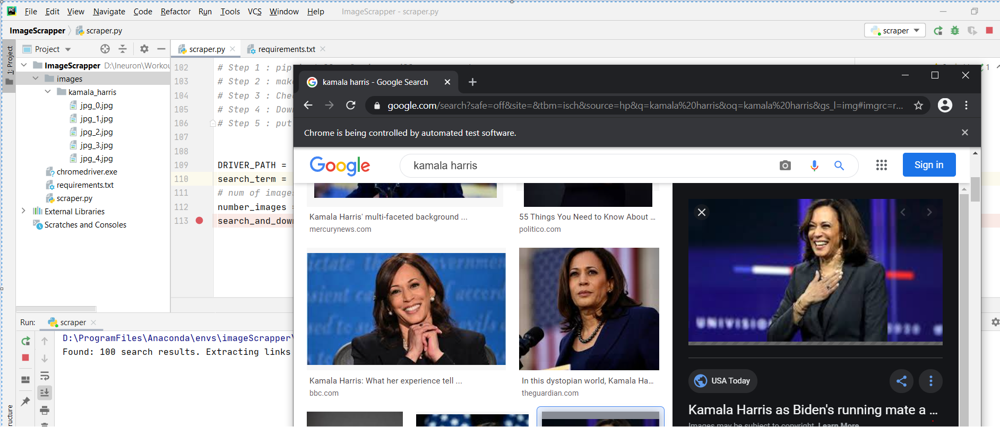 File Edit View Navigate Code Refactor Run Tools VCS Window Help ImageScrapper - scraper.py
ImageScrapper scraper.py
scraper
1: Project
Project
ImageScrapper D:\Ineuron\Workou
images
kamala_harris
jpg_0.jpg
jpg_1.jpg
jpg_2.jpg
jpg_3.jpg
jpg_4.jpg
chromedriver.exe
requirements.txt
scraper.py
External Libraries
Scratches and Consoles
scraper.py requirements.txt
102 # Step 1 : pip
103 # Step 2 : mak
104 # Step 3 : Che
105 # Step 4 : Dow
106 # Step 5 : put
107
108
109 DRIVER_PATH =
110 search_term =
111 # num of images
112 number_images =
113 search_and_down
1
kamala harris - Google Search
google.com/search?safe=off&site=&tbm=isch&source=hp&q=kamala%20harris&oq=kamala%20harris&gs_l=img#imgrc=r...
Chrome is being controlled by automated test software.
Google
kamala harris
Sign in
Kamala Harris' multi-faceted background ...
mercurynews.com
55 Things You Need to Know About ...
politico.com
Kamala Harris: What her experience tell ...
bbc.com
In this dystopian world, Kamala Ha...
theguardian.com
UNIVISI
USA Today
Kamala Harris as Biden's running mate a ...
Images may be subject to copyright. Learn More
Run: scraper
D:\ProgramFiles\Anaconda\envs\imageScrapper\
Found: 100 search results. Extracting links
ructure